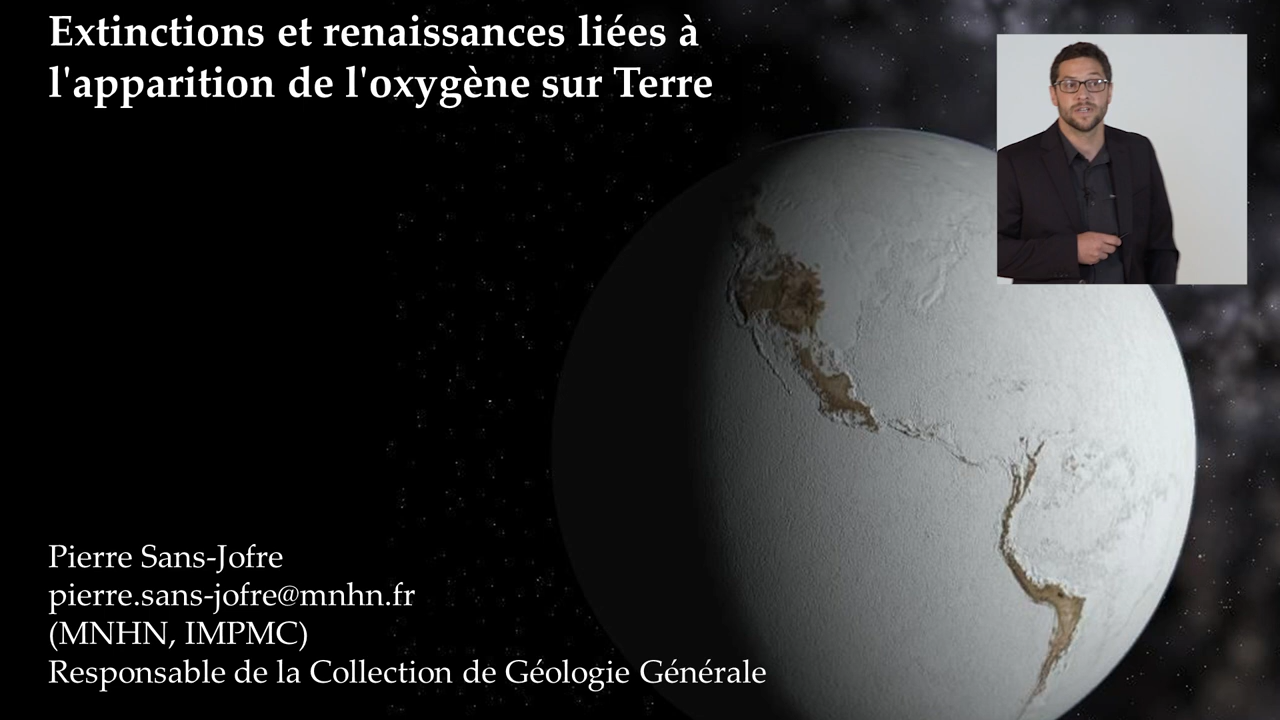 Extinctions et renaissances liées à
l'apparition de l'oxygène sur Terre
Pierre Sans-Jofre
pierre.sans-jofre@mnhn.fr
(MNHN, IMPMC)
Responsable de la Collection de Géologie Générale